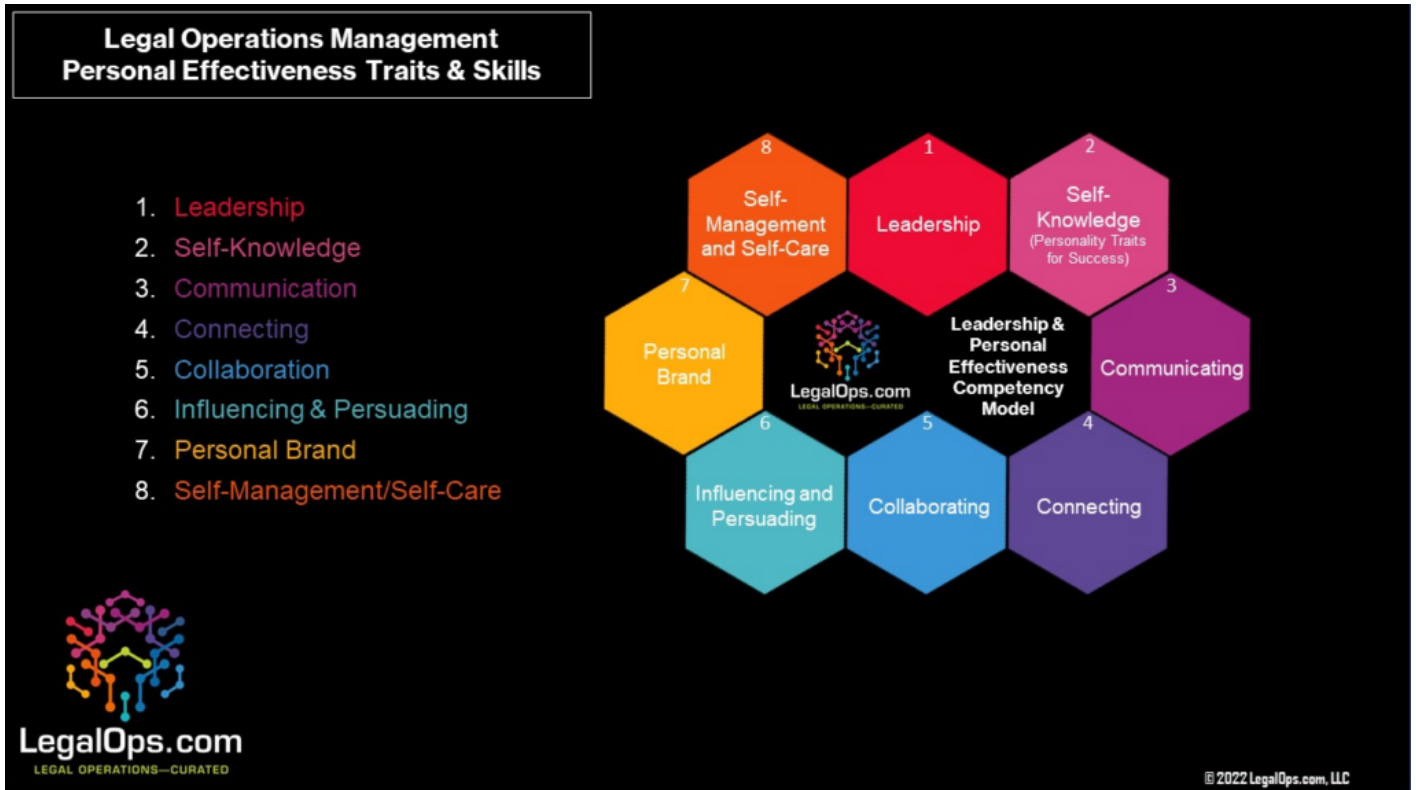 Legal Operations Management
Personal Effectiveness Traits & Skills
1. Leadership
2. Self-Knowledge
3. Communication
4. Connecting
5. Collaboration
6. Influencing & Persuading
7. Personal Brand
8. Self-Management/Self-Care
8
Self-
Management
and Self-Care
1
Leadership
2
Self-
Knowledge
(Personality Traits
for Success)
7
Personal
Brand
LegalOps.com
LEGAL OPERATIONS—CURATED
Leadership &
Personal
Effectiveness
Competency
Model
3
Communicating
6
Influencing and
Persuading
5
Collaborating
4
Connecting
LegalOps.com
LEGAL OPERATIONS—CURATED
© 2022 LegalOps.com, LLC